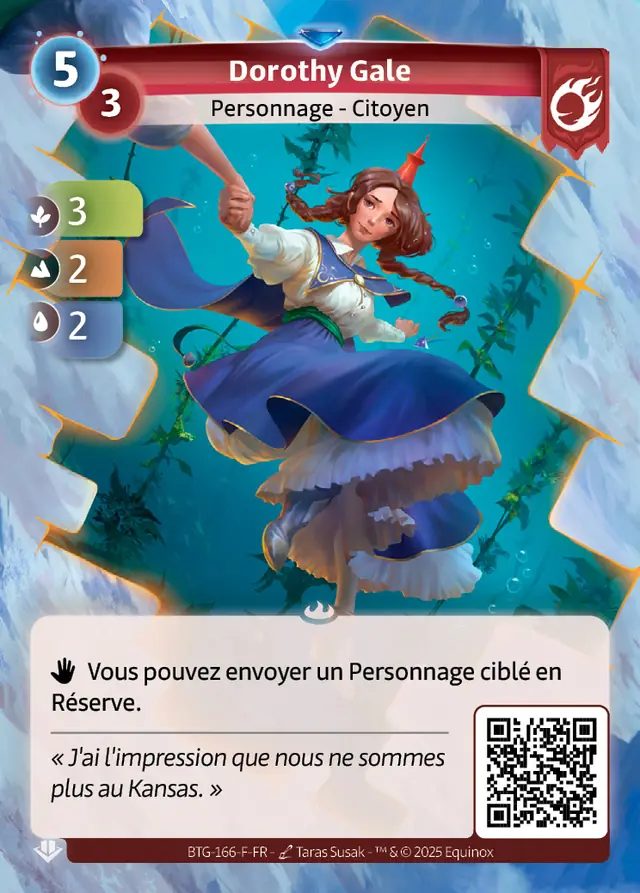 5
3
Dorothy Gale
Personnage - Citoyen
3
2
2
Vous pouvez envoyer un Personnage ciblé en
Réserve.
« J'ai l'impression que nous ne sommes
plus au Kansas. »
BTG-166-F-FR - Taras Susak - ™ & © 2025 Equinox